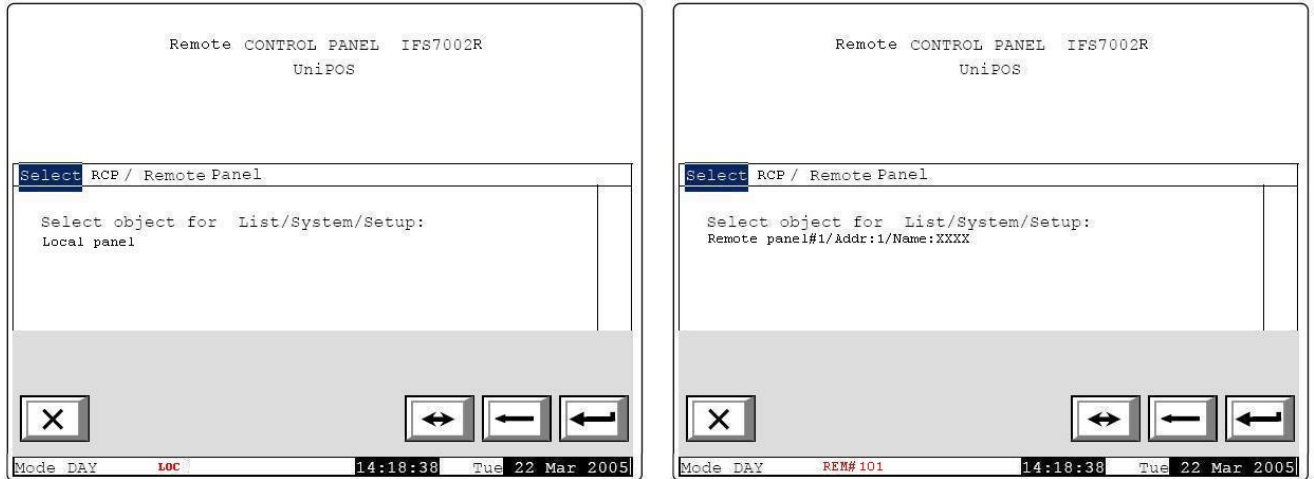 Remote CONTROL PANEL IFS7002R
UniPOS
Select RCP / Remote Panel
Select object for List/System/Setup:
Local panel
Mode DAY LOC 14:18:38 Tue 22 Mar 2005
Remote CONTROL PANEL IFS7002R
UniPOS
Select RCP / Remote Panel
Select object for List/System/Setup:
Remote panel#1/Addr:1/Name:XXXX
Mode DAY REM# 101 14:18:38 Tue 22 Mar 2005